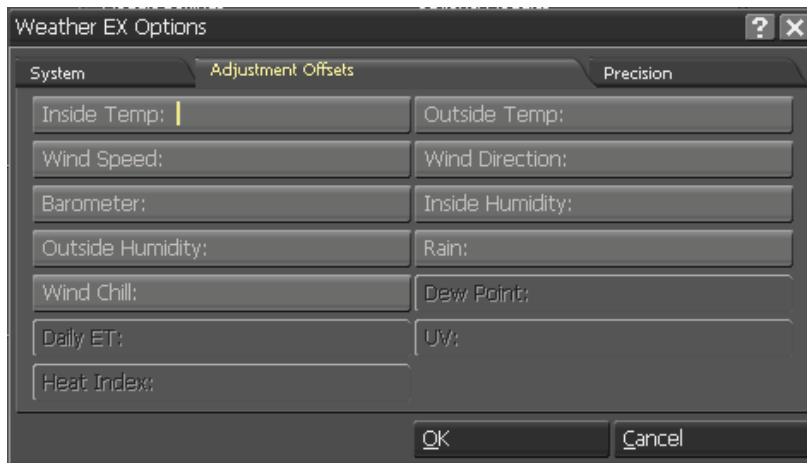 Weather EX Options
? X
System Adjustment Offsets Precision
Inside Temp: Outside Temp:
Wind Speed: Wind Direction:
Barometer: Inside Humidity:
Outside Humidity: Rain:
Wind Chill: Dew Point:
Daily ET: UV:
Heat Index:
OK Cancel